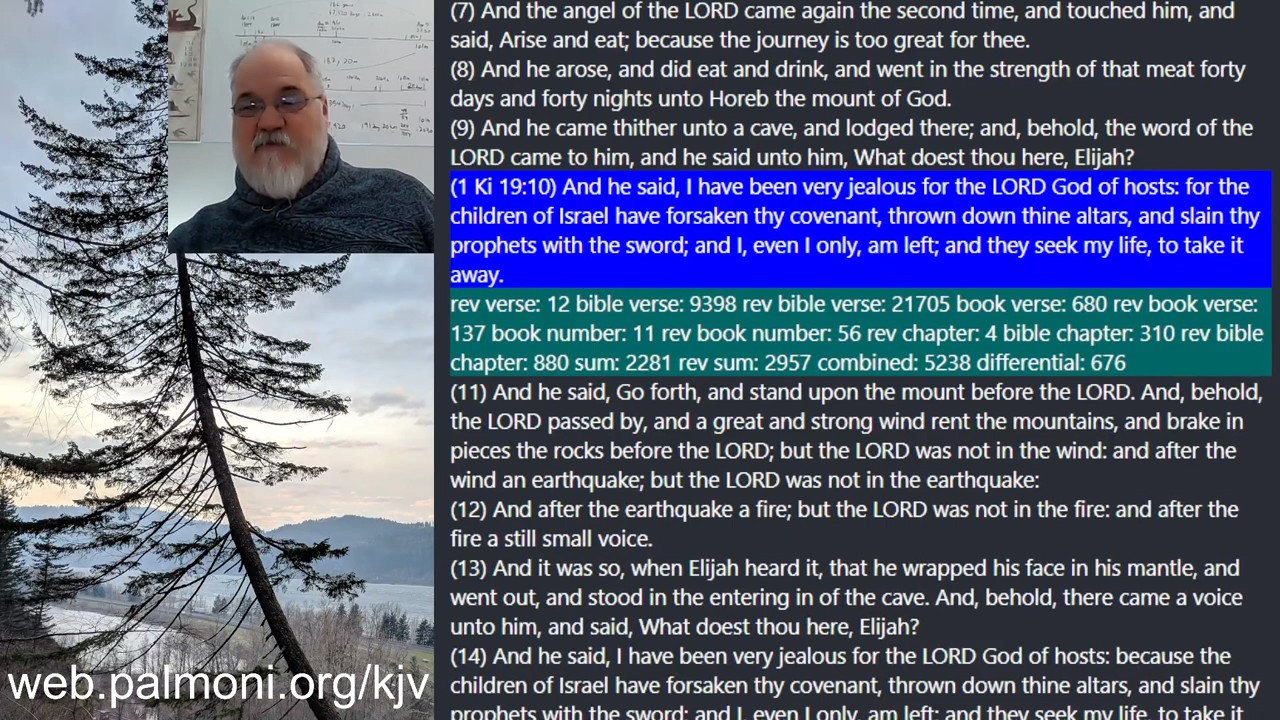 (7) And the angel of the LORD came again the second time, and touched him, and
said, Arise and eat; because the journey is too great for thee.
(8) And he arose, and did eat and drink, and went in the strength of that meat forty
days and forty nights unto Horeb the mount of God.
(9) And he came thither unto a cave, and lodged there; and, behold, the word of the
LORD came to him, and he said unto him, What doest thou here, Elijah?
(1 Ki 19:10) And he said, I have been very jealous for the LORD God of hosts: for the
children of Israel have forsaken thy covenant, thrown down thine altars, and slain thy
prophets with the sword; and I, even I only, am left; and they seek my life, to take it
away.
rev verse: 12 bible verse: 9398 rev bible verse: 21705 book verse: 680 rev book verse:
137 book number: 11 rev book number: 56 rev chapter: 4 bible chapter: 310 rev bible
chapter: 880 sum: 2281 rev sum: 2957 combined: 5238 differential: 676
(11) And he said, Go forth, and stand upon the mount before the LORD. And, behold,
the LORD passed by, and a great and strong wind rent the mountains, and brake in
pieces the rocks before the LORD; but the LORD was not in the wind: and after the
wind an earthquake; but the LORD was not in the earthquake:
(12) And after the earthquake a fire; but the LORD was not in the fire: and after the
fire a still small voice.
(13) And it was so, when Elijah heard it, that he wrapped his face in his mantle, and
went out, and stood in the entering in of the cave. And, behold, there came a voice
unto him, and said, What doest thou here, Elijah?
(14) And he said, I have been very jealous for the LORD God of hosts: because the
children of Israel have forsaken thy covenant, thrown down thine altars, and slain thy
prophets with the sword; and I, even I only, am left; and they seek my life, to take it
web.palmoni.org/kjv